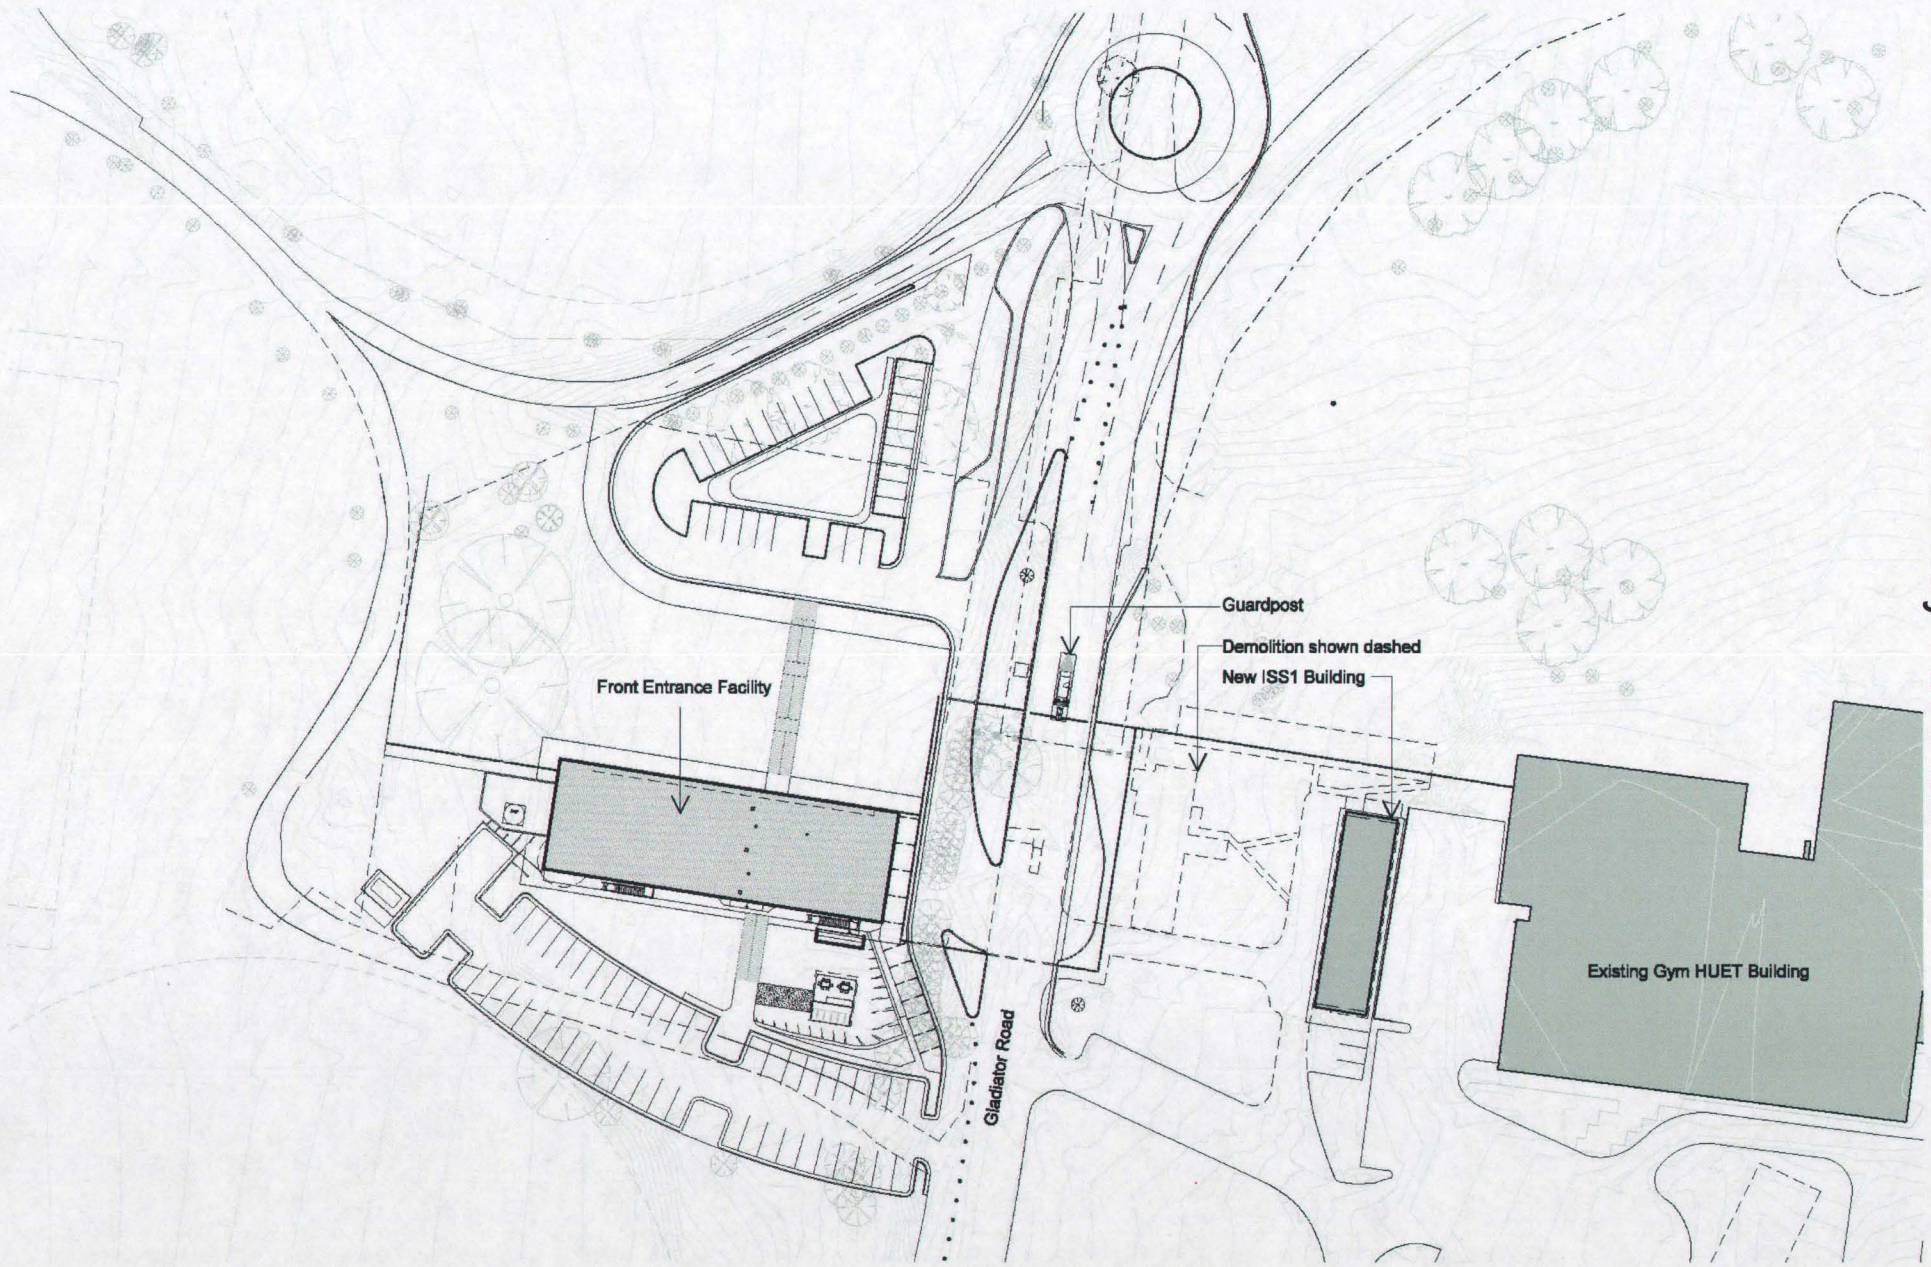 Guardpost
Demolition shown dashed
New ISS1 Building
Front Entrance Facility
Existing Gym HUET Building
Gladiator Road